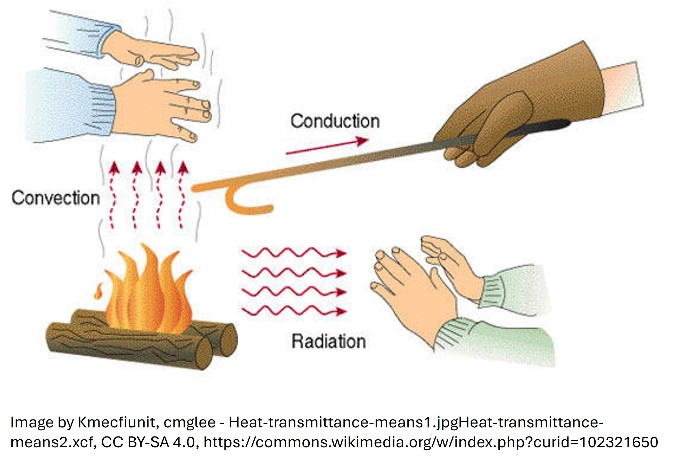 Conduction
Convection
Radiation
Image by Kmecfiunit, cmglee - Heat-transmittance-means1.jpgHeat-transmittance-
means2.xcf, CC BY-SA 4.0, https://commons.wikimedia.org/w/index.php?curid=102321650